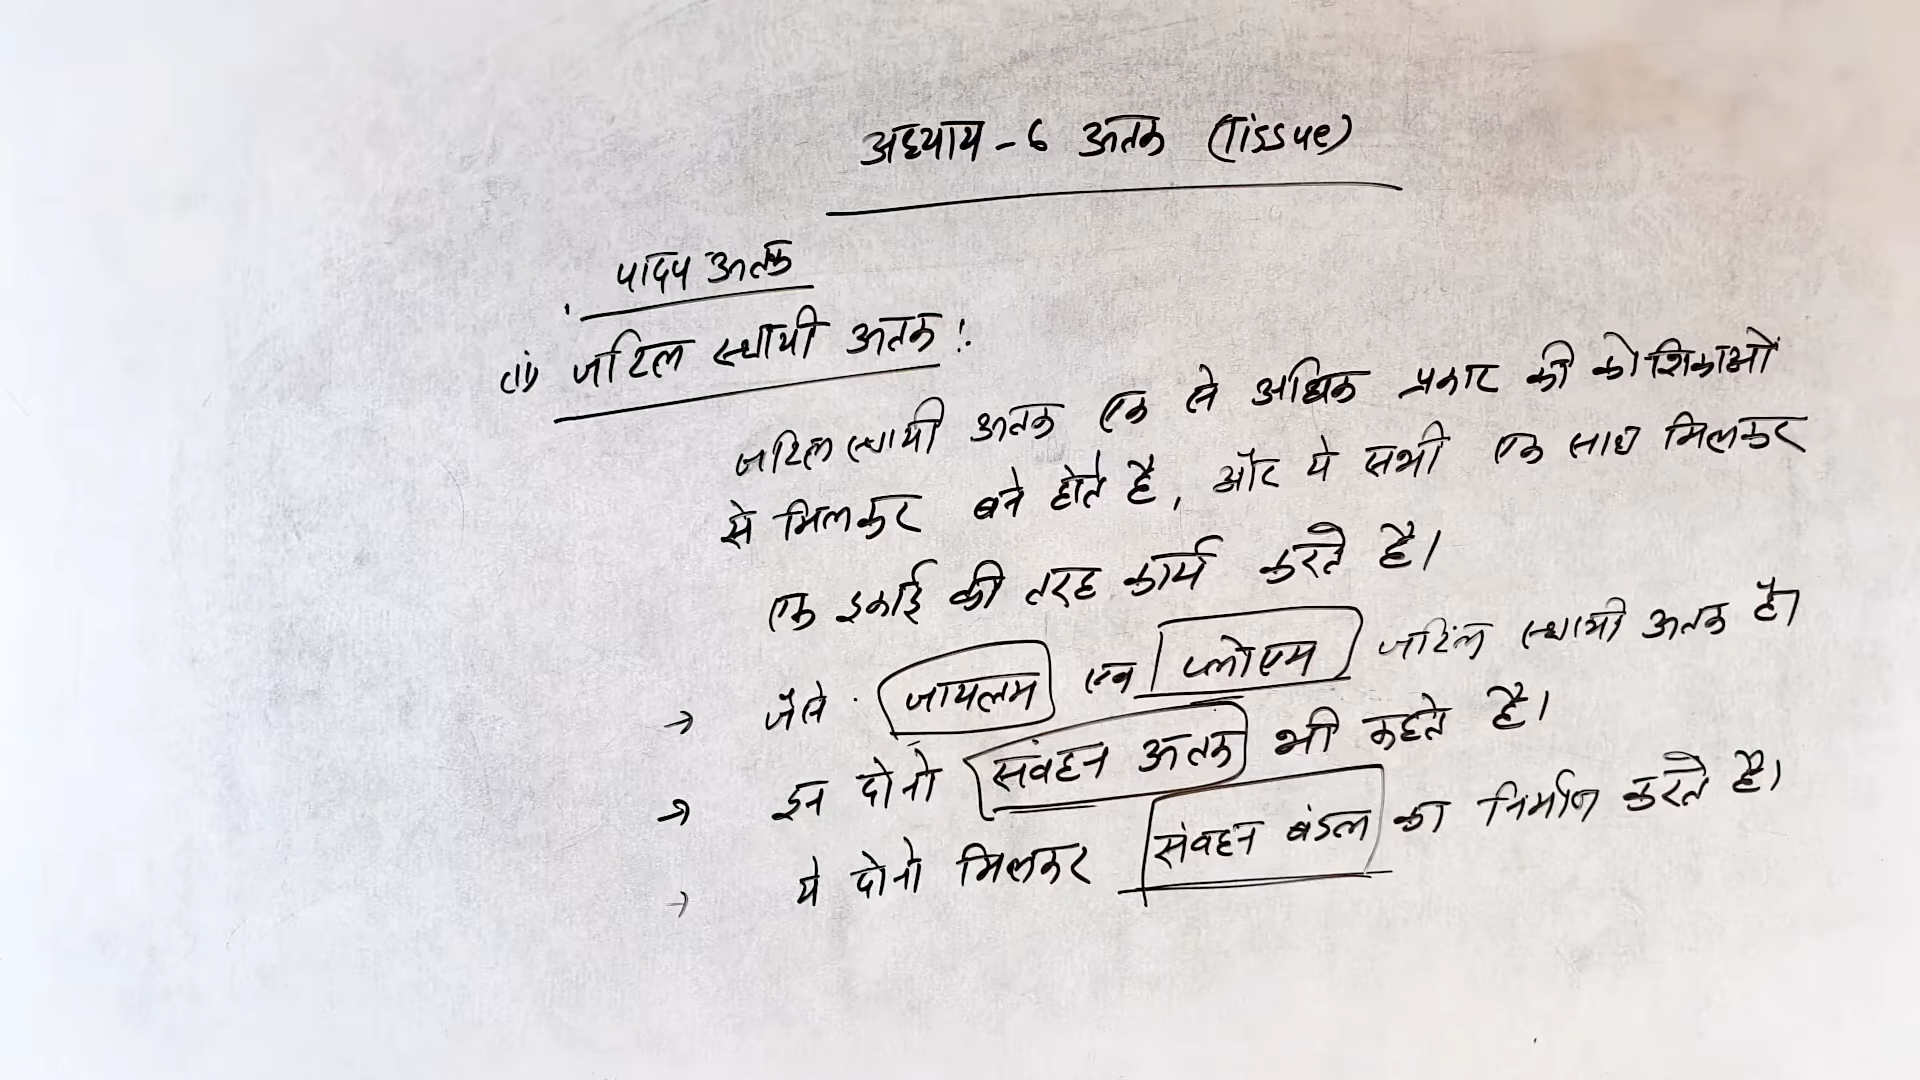 अध्याय - 6 ऊतक (Tissue)
पादप ऊतक
(ii) जटिल स्थायी ऊतक :
जटिल स्थायी ऊतक एक से अधिक प्रकार की कोशिकाओं
से मिलकर बने होते है, और ये सभी एक साथ मिलकर
एक इकाई की तरह कार्य करते है।
→ जैसे जायलम एव प्लोएम जटिल स्थायी ऊतक है।
→ इन दोनो संवहन ऊतक भी कहते है।
→ ये दोनो मिलकर संवहन बंडल का निर्माण करते है।